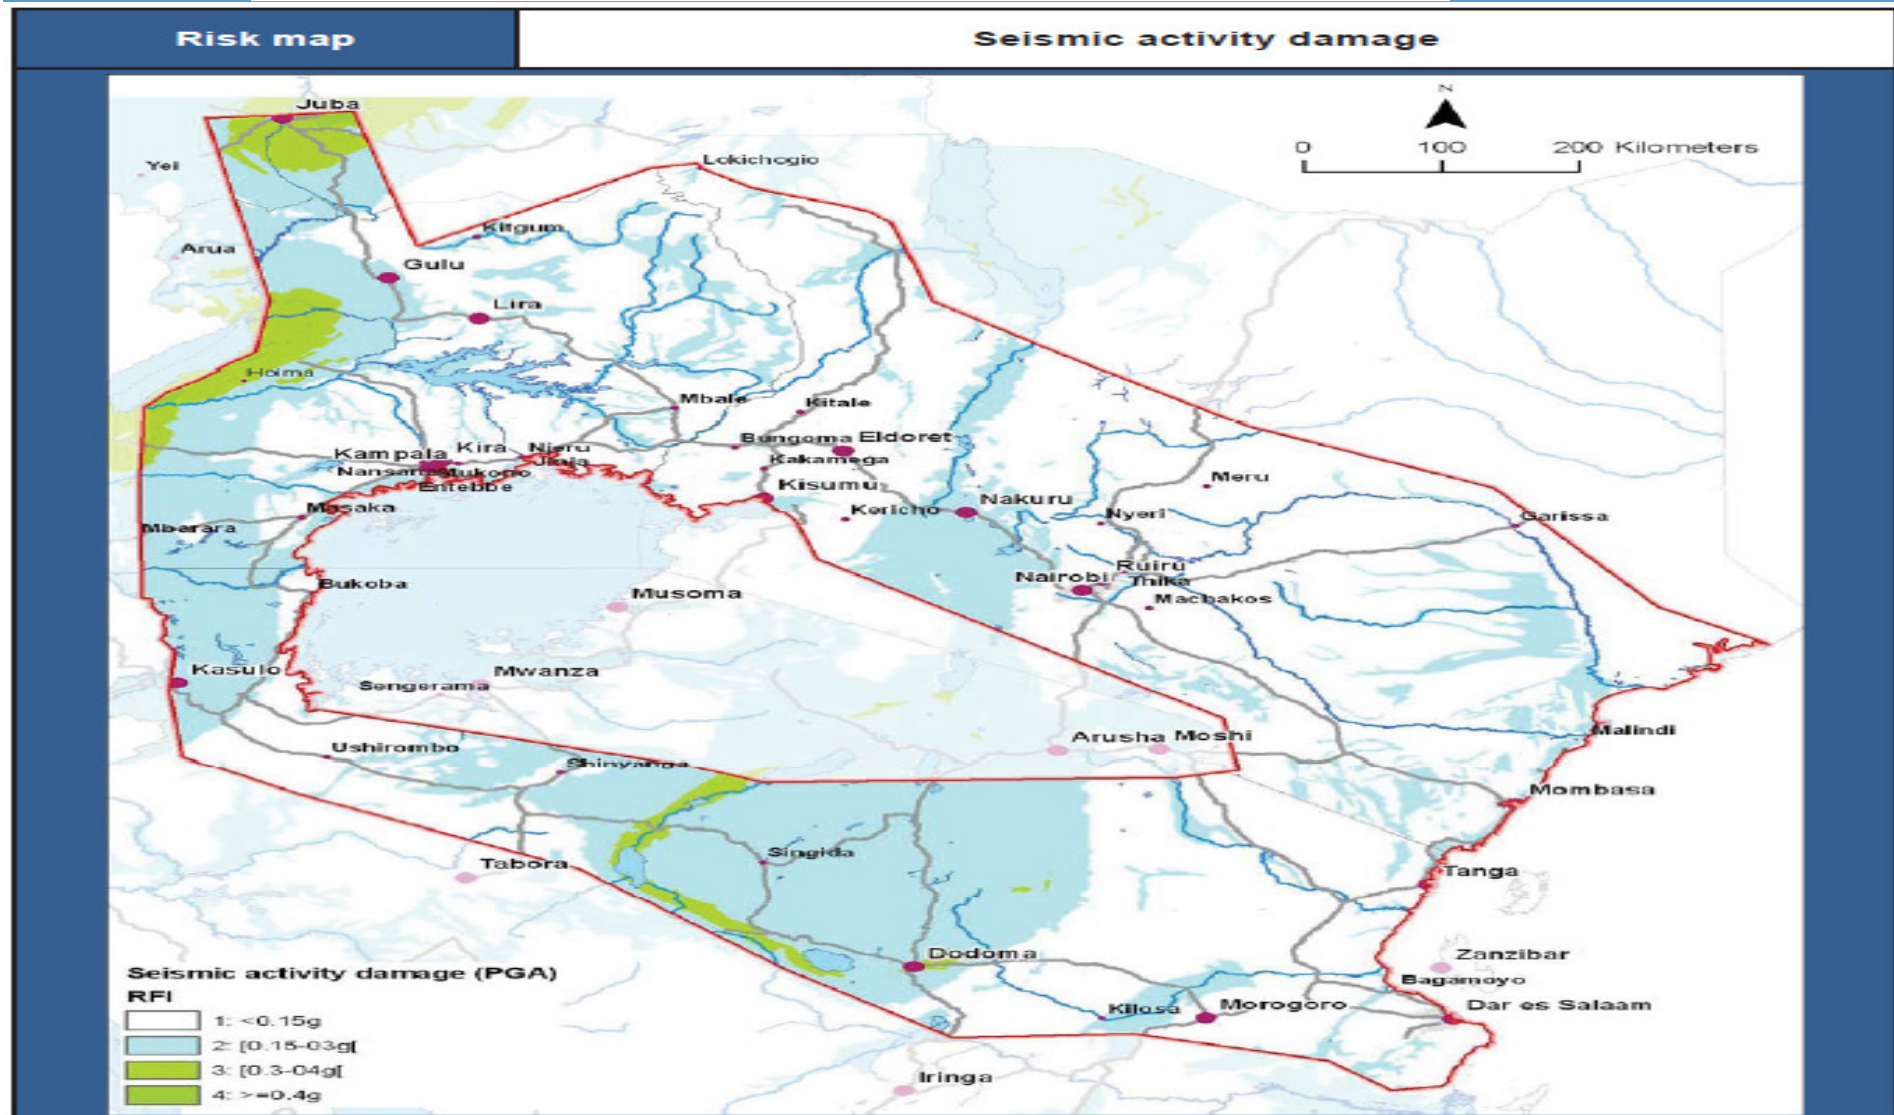 Risk map
Seismic activity damage
N
0 100 200 Kilometers
Juba
Yei
Lokichogio
Kitgum
Arua
Gulu
Lira
Hoima
Mbale
Kitale
Bungoma
Eldoret
Kampala
Kira
Njeru
Jinja
Kakamega
Mukono
Entebbe
Kisumu
Nakuru
Meru
Masaka
Kericho
Nyeri
Garissa
Mbarara
Bukoba
Nairobi
Ruiru
Thika
Machakos
Musoma
Kasulo
Mwanza
Sengerama
Malindi
Arusha
Moshi
Ushirombo
Shinyanga
Mombasa
Singida
Tabora
Tanga
Dodoma
Zanzibar
Bagamoyo
Kilosa
Morogoro
Dar es Salaam
Iringa
Seismic activity damage (PGA)
RFI
1: <0.15g
2: [0.15-03g[
3: [0.3-04g[
4: >=0.4g